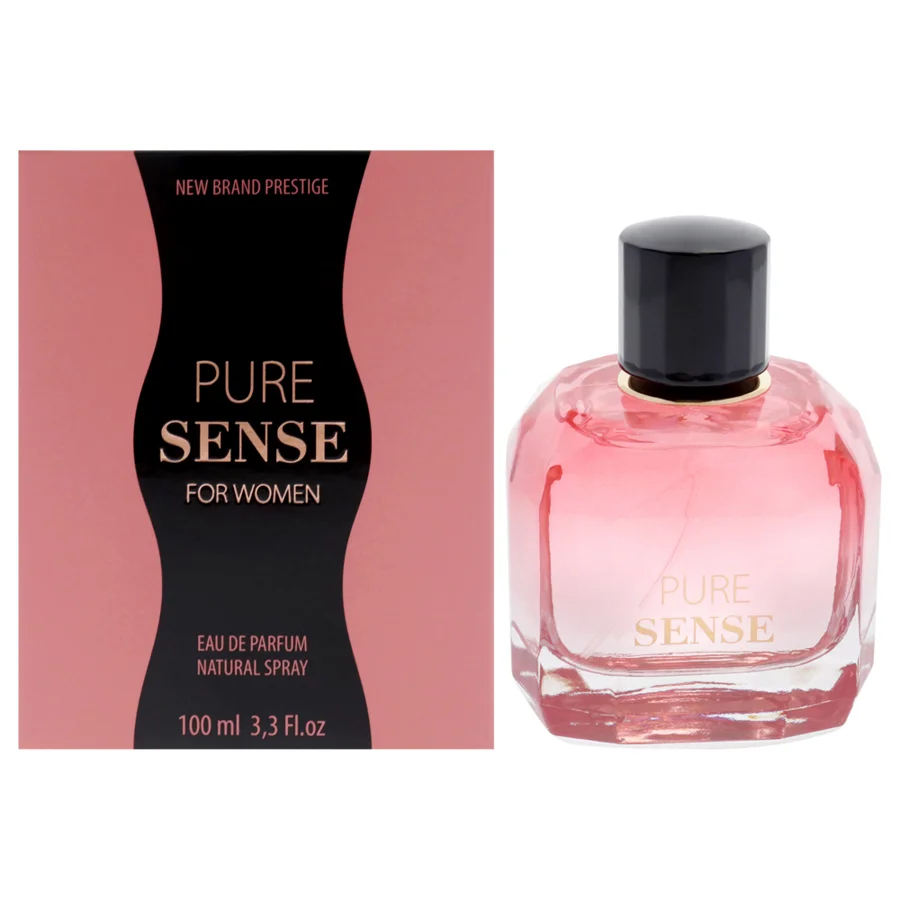 NEW BRAND PRESTIGE
PURE
SENSE
FOR WOMEN
EAU DE PARFUM
NATURAL SPRAY
100 ml 3,3 Fl.oz
PURE
SENSE